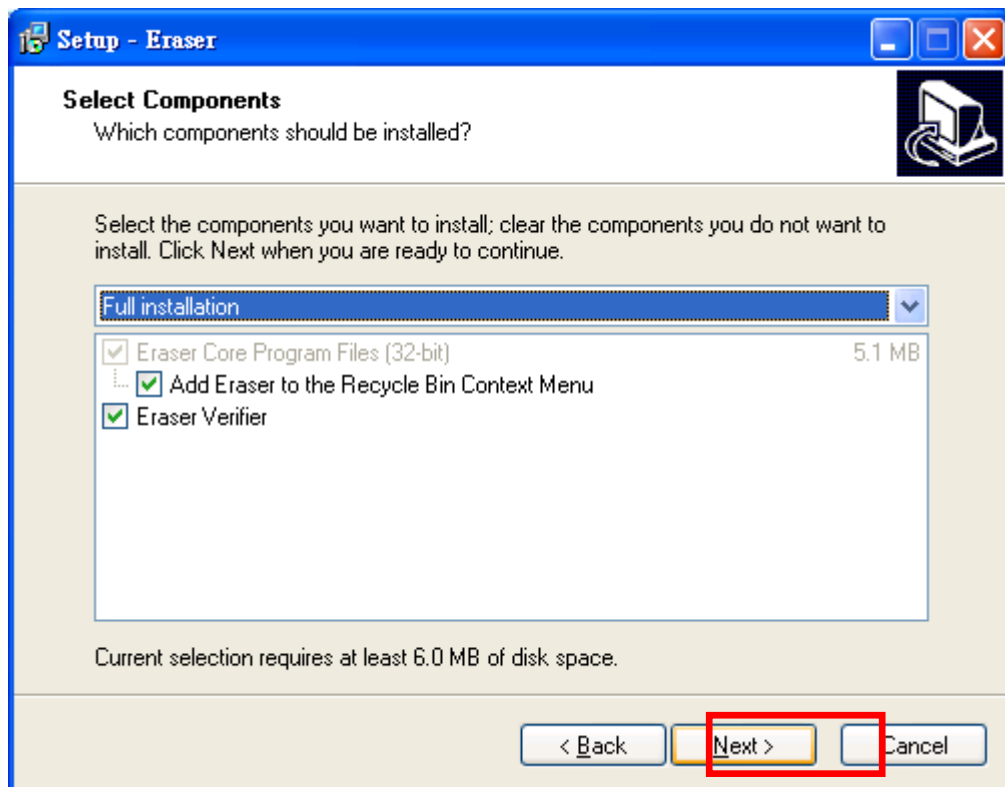 Setup - Eraser
Select Components
Which components should be installed?
Select the components you want to install; clear the components you do not want to
install. Click Next when you are ready to continue.
Full installation
Eraser Core Program Files (32-bit) 5.1 MB
Add Eraser to the Recycle Bin Context Menu
Eraser Verifier
Current selection requires at least 6.0 MB of disk space.
< Back Next > Cancel